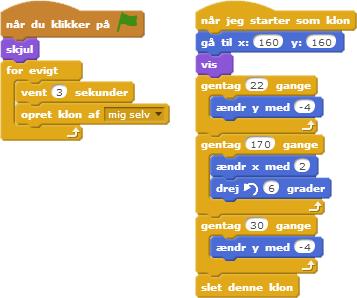 når du klikker på
skjul
for evigt
vent 3 sekunder
opret klon af mig selv
når jeg starter som klon
gå til x: 160 y: 160
vis
gentag 22 gange
ændr y med -4
gentag 170 gange
ændr x med 2
drej 6 grader
gentag 30 gange
ændr y med -4
slet denne klon